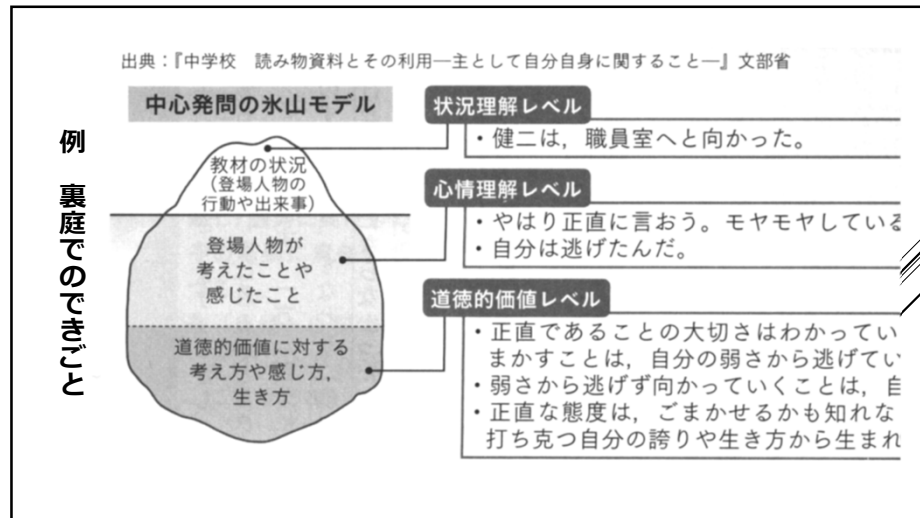 出典：『中学校　読み物資料とその利用―主として自分自身に関すること―』文部省
中心発問の氷山モデル
例　裏庭でのできごと
教材の状況
（登場人物の
行動や出来事）
登場人物が
考えたことや
感じたこと
道徳的価値に対する
考え方や感じ方，
生き方
状況理解レベル
・健二は，職員室へと向かった。
心情理解レベル
・やはり正直に言おう。モヤモヤしている
・自分は逃げたんだ。
道徳的価値レベル
・正直であることの大切さはわかってい
まかすことは，自分の弱さから逃げてい
・弱さから逃げず向かっていくことは，自
・正直な態度は，ごまかせるかも知れな
打ち克つ自分の誇りや生き方から生まれ